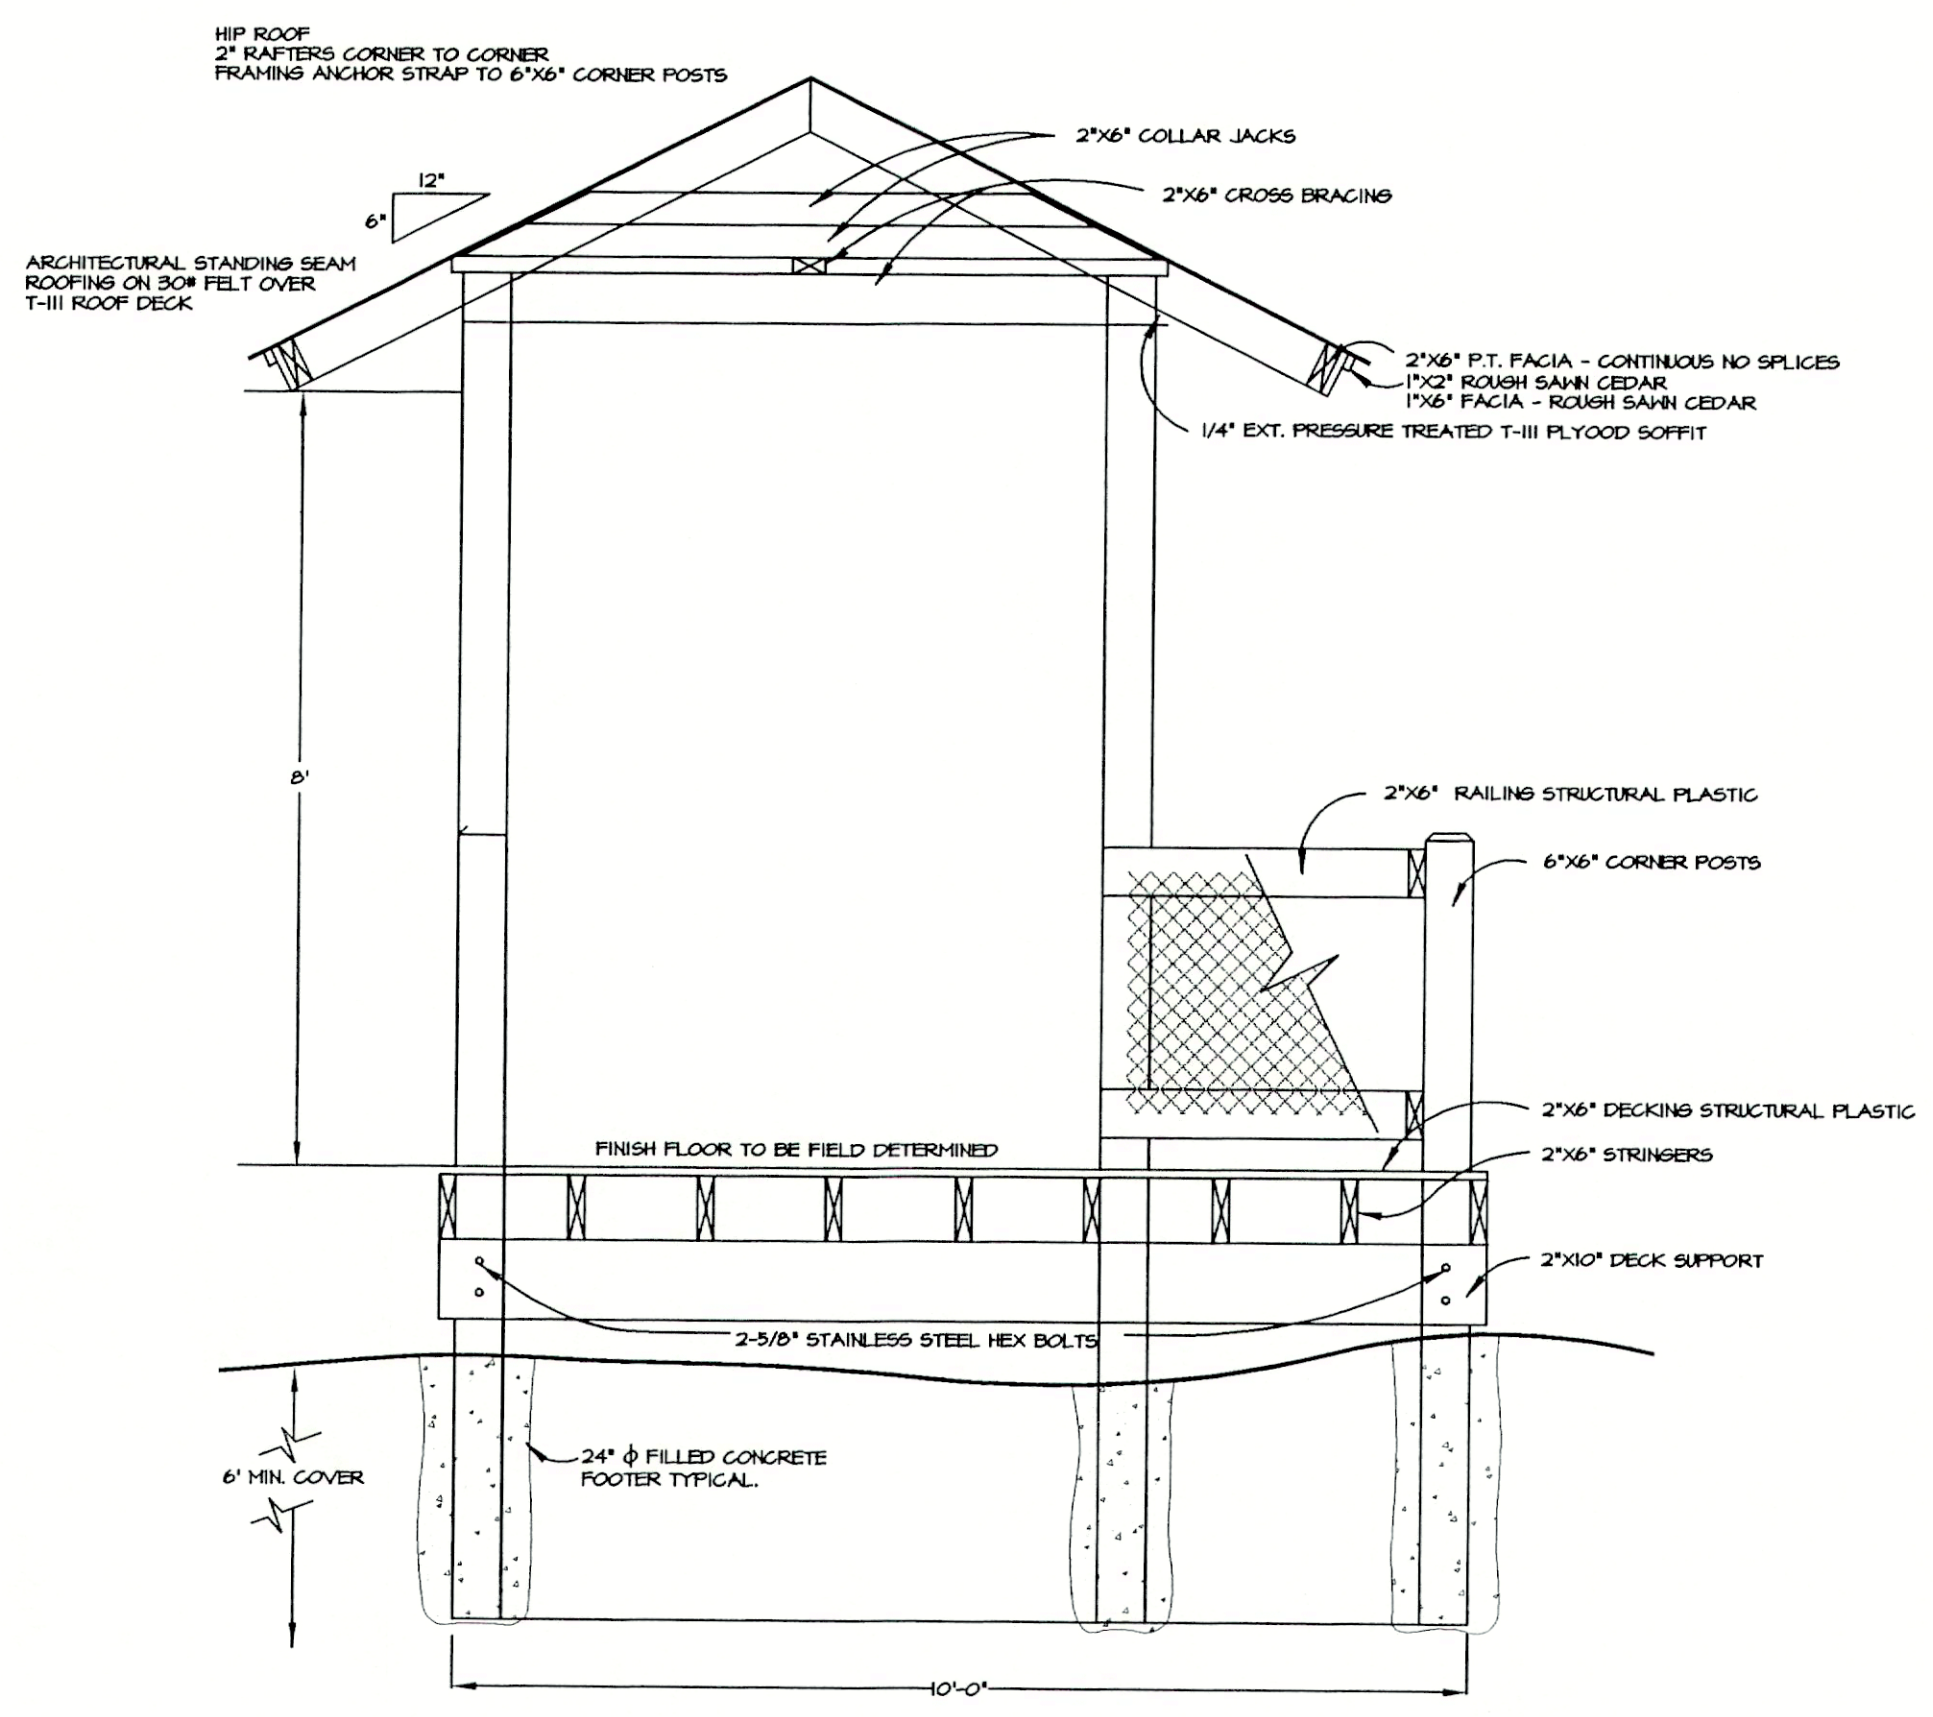 HIP ROOF
2" RAFTERS CORNER TO CORNER
FRAMING ANCHOR STRAP TO 6"X6" CORNER POSTS
2"X6" COLLAR JACKS
12"
2"X6" CROSS BRACING
6"
ARCHITECTURAL STANDING SEAM
ROOFING ON 30# FELT OVER
T-111 ROOF DECK
2"X6" P.T. FACIA - CONTINUOUS NO SPLICES
1"X2" ROUGH SAWN CEDAR
1"X6" FACIA - ROUGH SAWN CEDAR
1/4" EXT. PRESSURE TREATED T-111 PLYOOD SOFFIT
8'
2"X6" RAILING STRUCTURAL PLASTIC
6"X6" CORNER POSTS
2"X6" DECKING STRUCTURAL PLASTIC
FINISH FLOOR TO BE FIELD DETERMINED
2"X6" STRINGERS
2"X10" DECK SUPPORT
2-5/8" STAINLESS STEEL HEX BOLTS
24" ϕ FILLED CONCRETE
FOOTER TYPICAL.
6' MIN. COVER
10'-0"